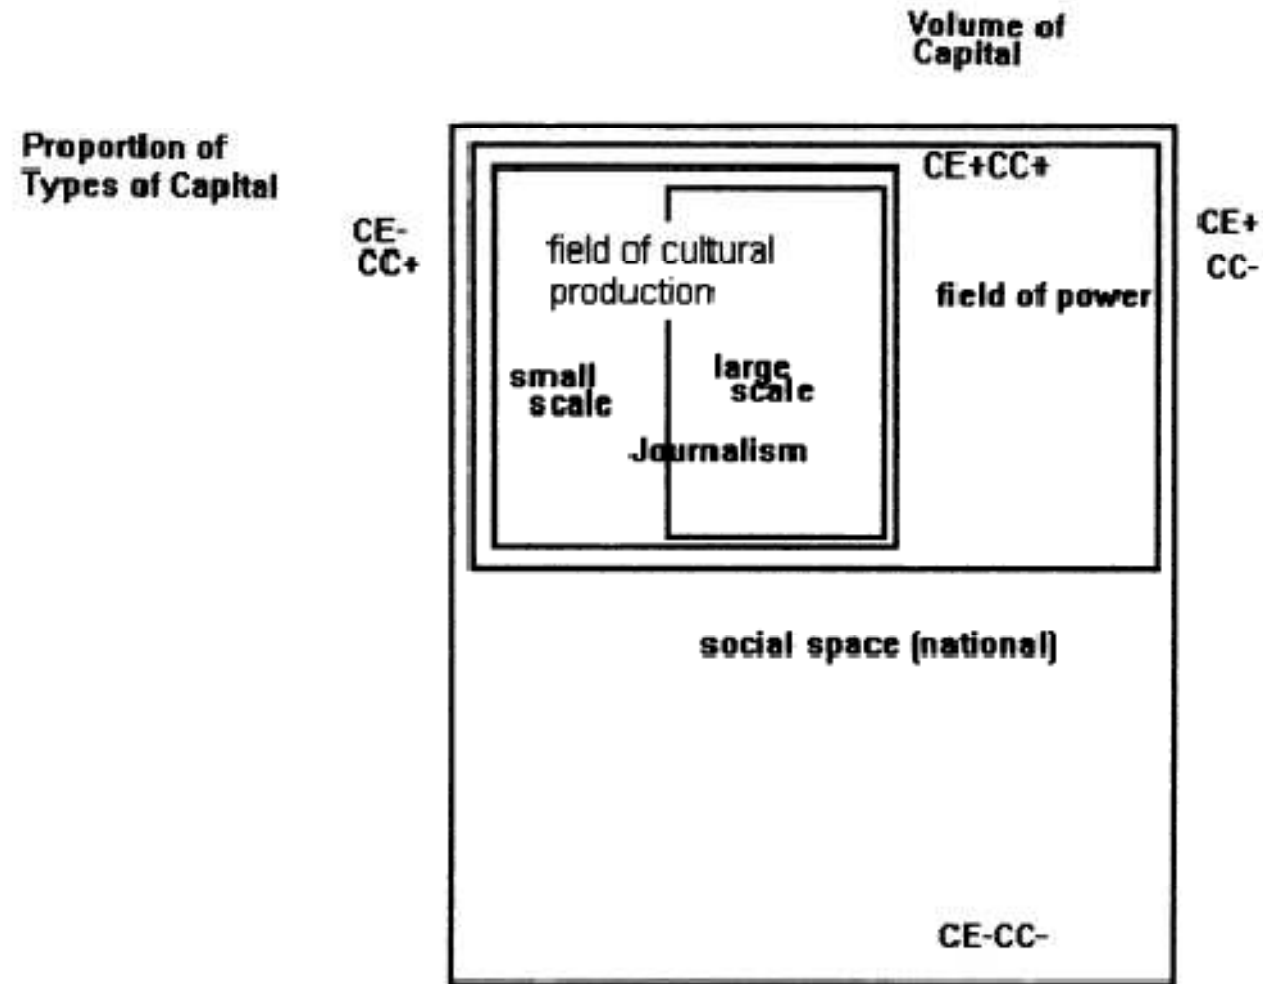 Volume of
Capital
Proportion of
Types of Capital
CE+CC+
CE-
CC+
CE+
CC-
field of cultural
production
field of power
small
scale
large
scale
Journalism
social space (national)
CE-CC-